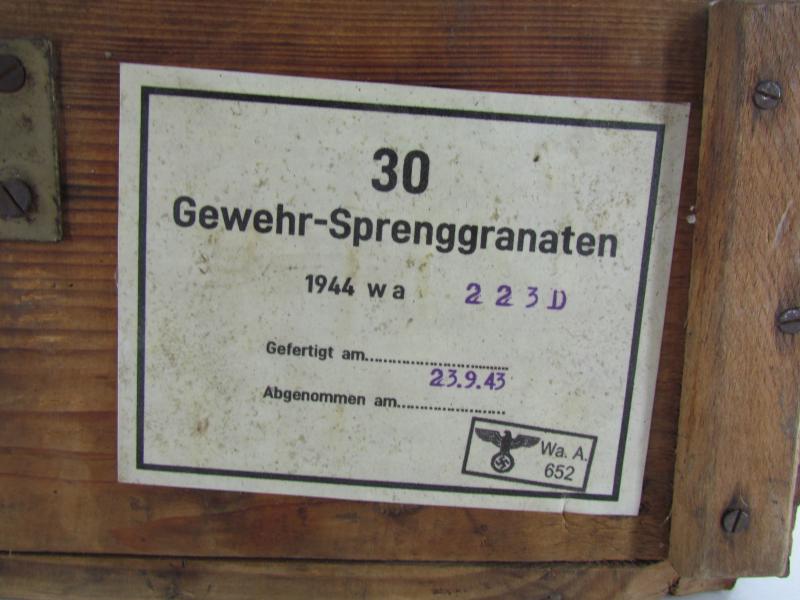 30
Gewehr-Sprenggranaten
1944 wa 223D
Gefertigt am..............................
23.9.43
Abgenommen am......................
Wa. A.
652